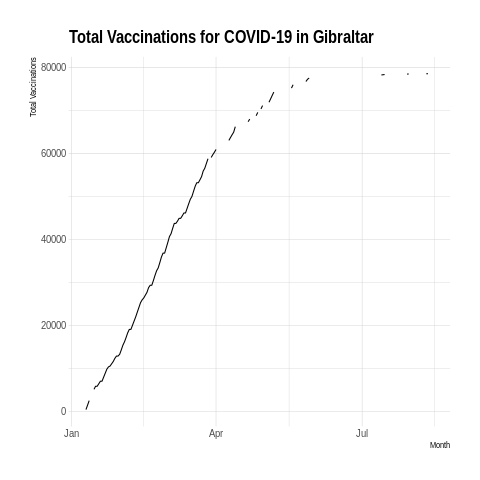 Total Vaccinations for COVID-19 in Gibraltar
Total Vaccinations
80000
60000
40000
20000
0
Jan Apr Jul
Month